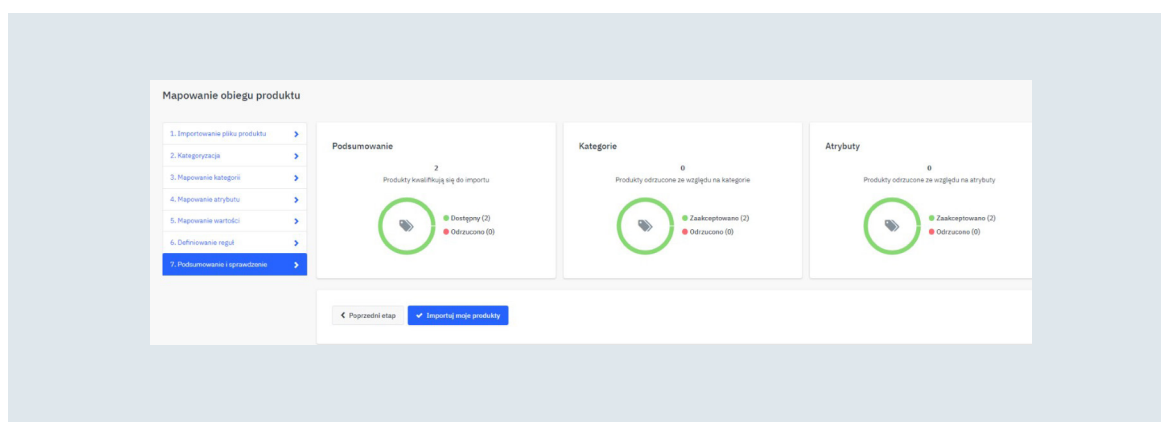 Mapowanie obiegu produktu
1. Importowanie pliku produktu
2. Kategoryzacja
3. Mapowanie kategorii
4. Mapowanie atrybutu
5. Mapowanie wartości
6. Definiowanie reguł
7. Podsumowanie i sprawdzenie
Podsumowanie
2
Produkty kwalifikują się do importu
Dostępny (2)
Odrzucono (0)
Kategorie
0
Produkty odrzucone ze względu na kategorie
Zaakceptowano (2)
Odrzucono (0)
Atrybuty
0
Produkty odrzucone ze względu na atrybuty
Zaakceptowano (2)
Odrzucono (0)
Poprzedni etap
Importuj moje produkty